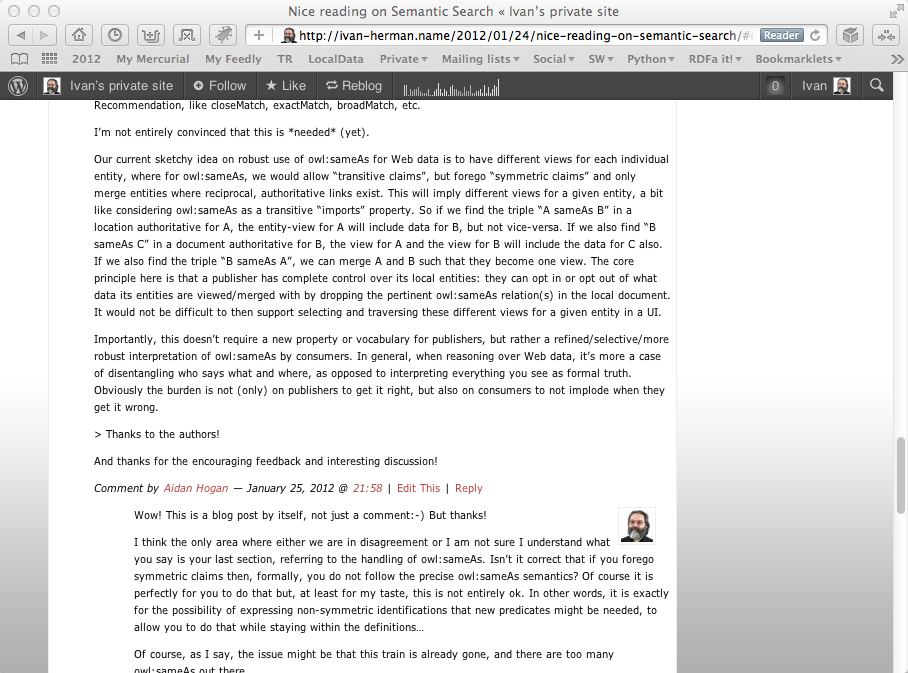 Nice reading on Semantic Search « Ivan's private site
http://ivan-herman.name/2012/01/24/nice-reading-on-semantic-search/#
Reader
2012 My Mercurial My Feedly TR LocalData Private Mailing lists Social SW Python RDFa it! Bookmarklets
Ivan's private site Follow Like Reblog 0 Ivan
Recommendation, like closeMatch, exactMatch, broadMatch, etc.
I'm not entirely convinced that this is *needed* (yet).
Our current sketchy idea on robust use of owl:sameAs for Web data is to have different views for each individual
entity, where for owl:sameAs, we would allow “transitive claims”, but forego “symmetric claims” and only
merge entities where reciprocal, authoritative links exist. This will imply different views for a given entity, a bit
like considering owl:sameAs as a transitive “imports” property. So if we find the triple “A sameAs B” in a
location authoritative for A, the entity-view for A will include data for B, but not vice-versa. If we also find “B
sameAs C” in a document authoritative for B, the view for A and the view for B will include the data for C also.
If we also find the triple “B sameAs A”, we can merge A and B such that they become one view. The core
principle here is that a publisher has complete control over its local entities: they can opt in or opt out of what
data its entities are viewed/merged with by dropping the pertinent owl:sameAs relation(s) in the local document.
It would not be difficult to then support selecting and traversing these different views for a given entity in a UI.
Importantly, this doesn't require a new property or vocabulary for publishers, but rather a refined/selective/more
robust interpretation of owl:sameAs by consumers. In general, when reasoning over Web data, it's more a case
of disentangling who says what and where, as opposed to interpreting everything you see as formal truth.
Obviously the burden is not (only) on publishers to get it right, but also on consumers to not implode when they
get it wrong.
> Thanks to the authors!
And thanks for the encouraging feedback and interesting discussion!
Comment by Aidan Hogan — January 25, 2012 @ 21:58 | Edit This | Reply
Wow! This is a blog post by itself, not just a comment:-) But thanks!
I think the only area where either we are in disagreement or I am not sure I understand what
you say is your last section, referring to the handling of owl:sameAs. Isn't it correct that if you forego
symmetric claims then, formally, you do not follow the precise owl:sameAs semantics? Of course it is
perfectly for you to do that but, at least for my taste, this is not entirely ok. In other words, it is exactly
for the possibility of expressing non-symmetric identifications that new predicates might be needed, to
allow you to do that while staying within the definitions…
Of course, as I say, the issue might be that this train is already gone, and there are too many
owl:sameAs out there